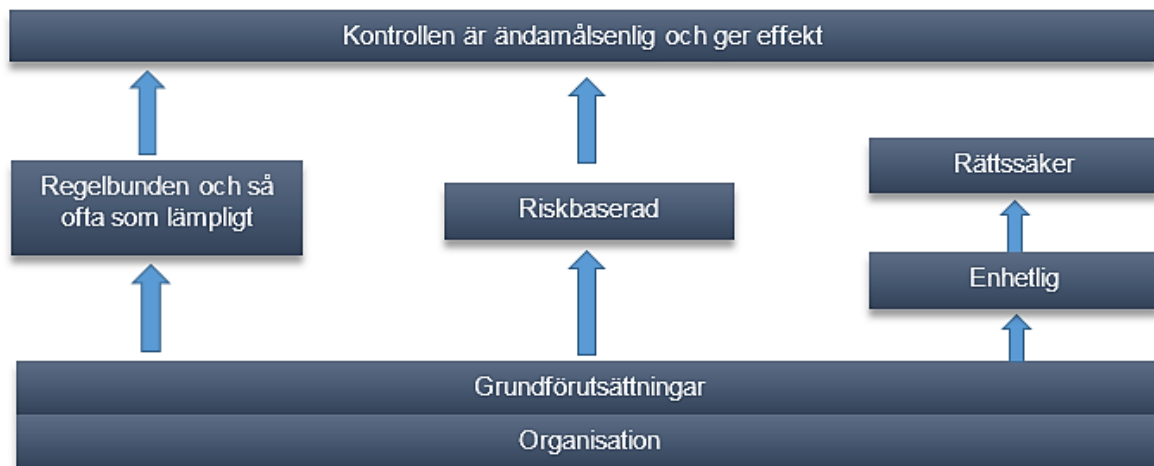 Kontrollen är ändamålsenlig och ger effekt
Regelbunden och så
ofta som lämpligt
Riskbaserad
Rättssäker
Enhetlig
Grundförutsättningar
Organisation